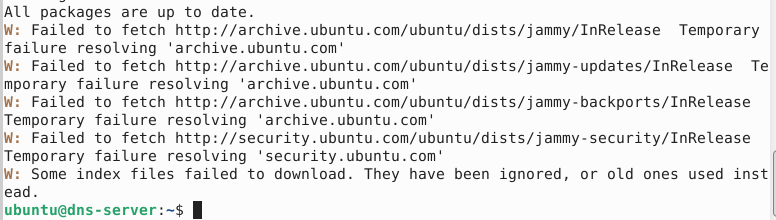 All packages are up to date.
W: Failed to fetch http://archive.ubuntu.com/ubuntu/dists/jammy/InRelease  Temporary
failure resolving 'archive.ubuntu.com'
W: Failed to fetch http://archive.ubuntu.com/ubuntu/dists/jammy-updates/InRelease  Te
mporary failure resolving 'archive.ubuntu.com'
W: Failed to fetch http://archive.ubuntu.com/ubuntu/dists/jammy-backports/InRelease
Temporary failure resolving 'archive.ubuntu.com'
W: Failed to fetch http://security.ubuntu.com/ubuntu/dists/jammy-security/InRelease
Temporary failure resolving 'security.ubuntu.com'
W: Some index files failed to download. They have been ignored, or old ones used inst
ead.
ubuntu@dns-server:~$